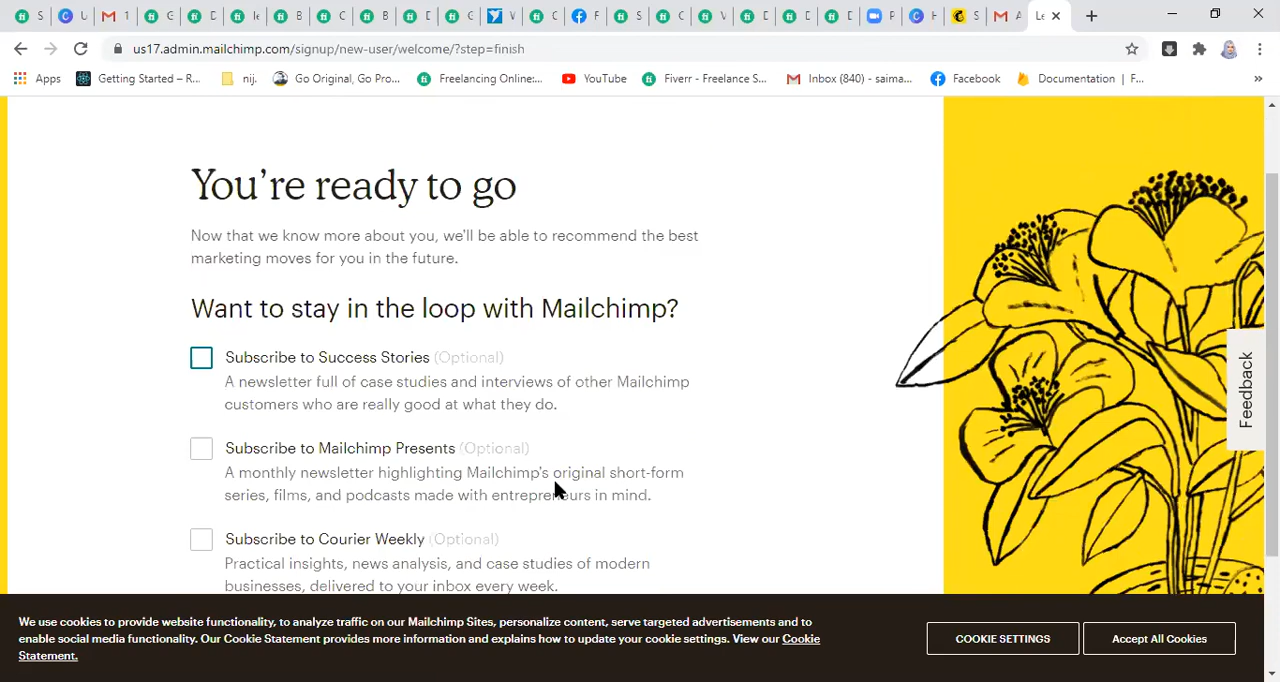 us17.admin.mailchimp.com/signup/new-user/welcome/?step=finish
Apps Getting Started – R... nij. Go Original, Go Pro... Freelancing Online:... YouTube Fiverr - Freelance S... Inbox (840) - saima... Facebook Documentation | F... »
You're ready to go
Now that we know more about you, we'll be able to recommend the best
marketing moves for you in the future.
Want to stay in the loop with Mailchimp?
Subscribe to Success Stories (Optional)
A newsletter full of case studies and interviews of other Mailchimp
customers who are really good at what they do.
Subscribe to Mailchimp Presents (Optional)
A monthly newsletter highlighting Mailchimp's original short-form
series, films, and podcasts made with entrepreneurs in mind.
Subscribe to Courier Weekly (Optional)
Practical insights, news analysis, and case studies of modern
businesses, delivered to your inbox every week.
Feedback
We use cookies to provide website functionality, to analyze traffic on our Mailchimp Sites, personalize content, serve targeted advertisements and to
enable social media functionality. Our Cookie Statement provides more information and explains how to update your cookie settings. View our Cookie
Statement.
COOKIE SETTINGS
Accept All Cookies